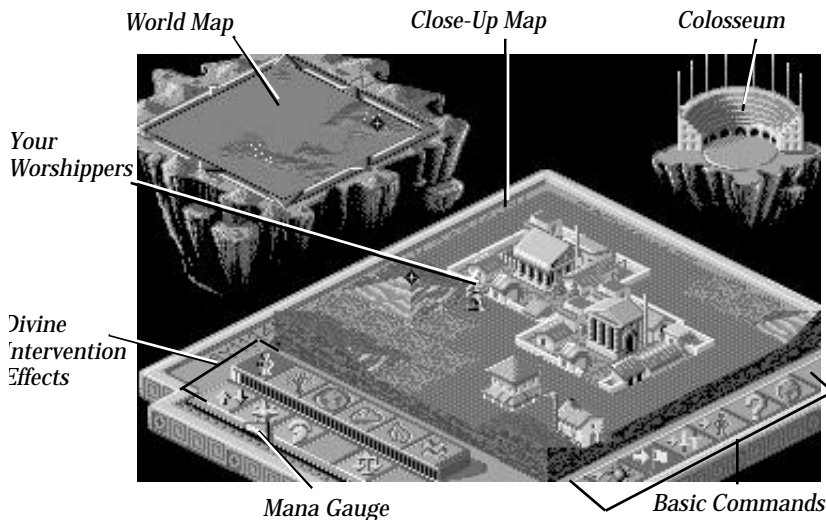 World Map
Close-Up Map
Colosseum
Your
Worshippers
Divine
Intervention
Effects
Mana Gauge
Basic Commands